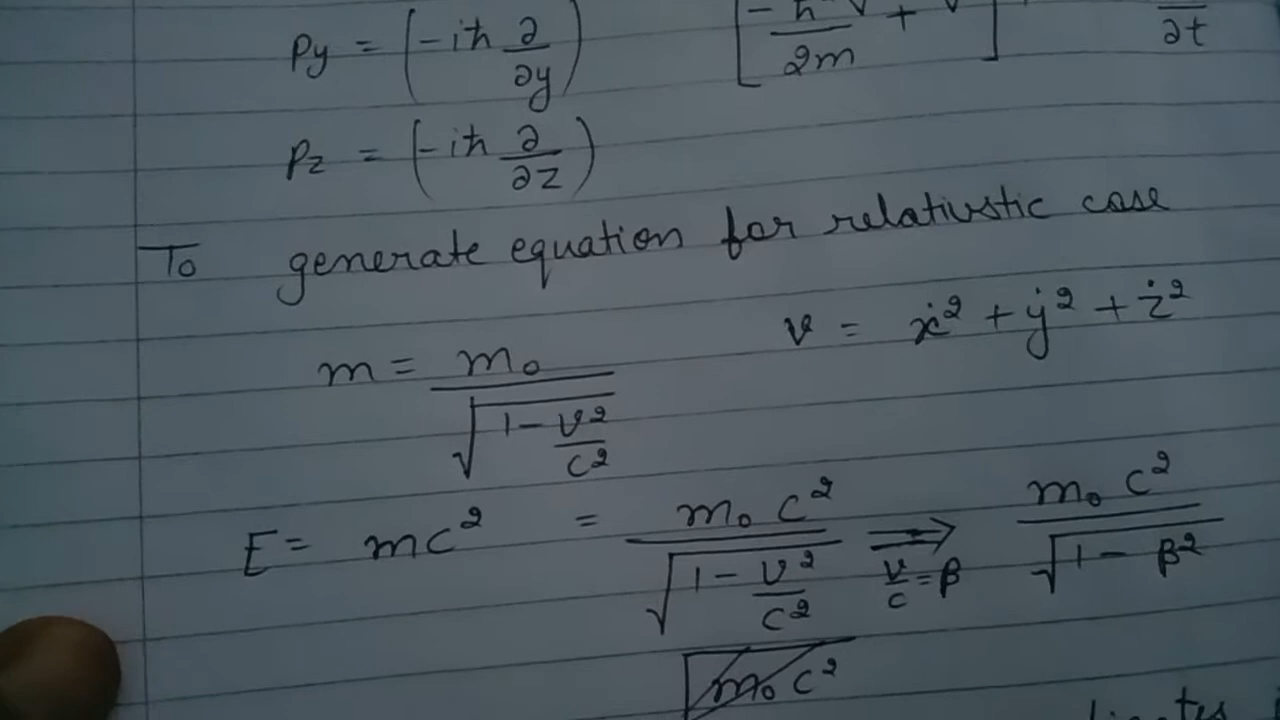 Py = (-iħ ∂/∂y) [-ħ²∇²/2m + V] ∂t
Pz = (-iħ ∂/∂z)
To generate equation for relativstic case
m = m₀/√(1-v²/c²) v = ẋ² + ẏ² + ż²
E = mc² = m₀c²/√(1-v²/c²) ⟹ v/c = β m₀c²/√(1-β²)
m₀c²